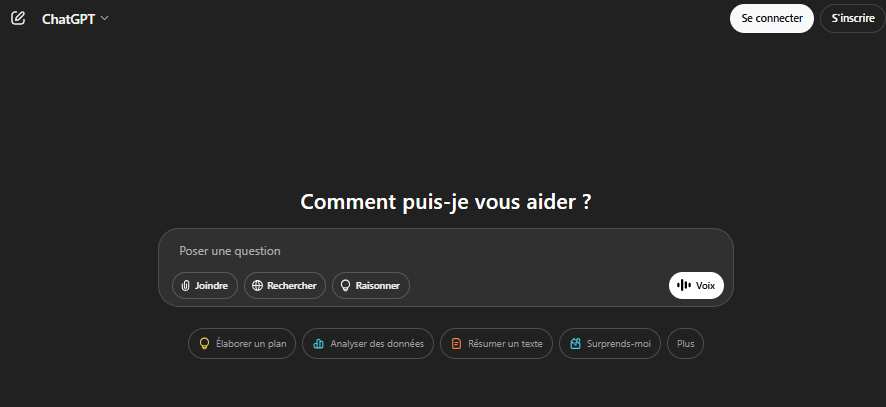 ChatGPT
Se connecter
S'inscrire
Comment puis-je vous aider ?
Poser une question
Joindre
Rechercher
Raisonner
Voix
Élaborer un plan
Analyser des données
Résumer un texte
Surprends-moi
Plus